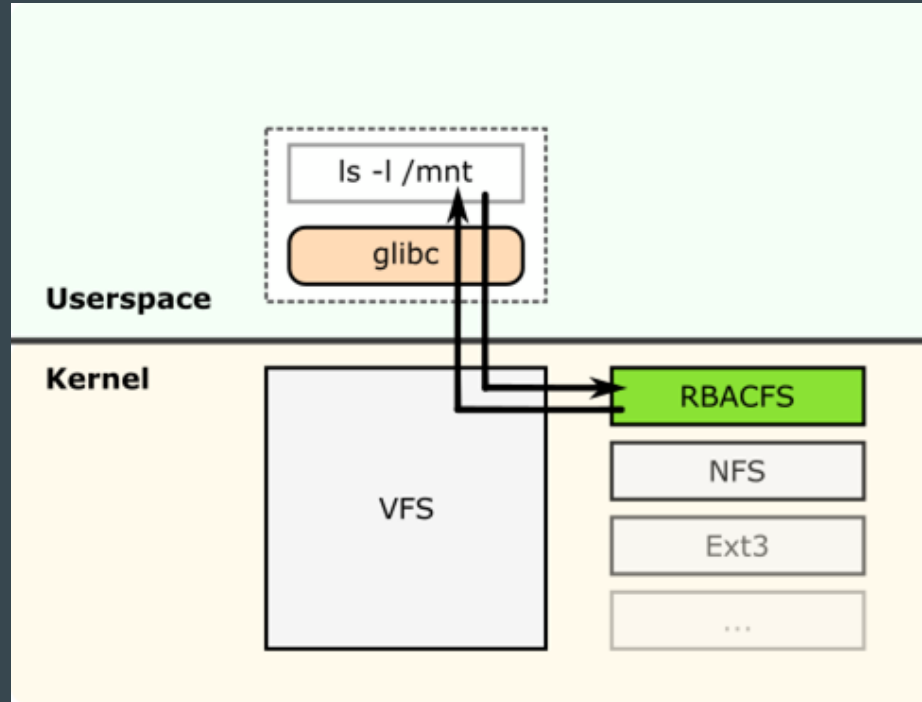 ls -l /mnt
glibc
Userspace
Kernel
RBACFS
NFS
VFS
Ext3
...